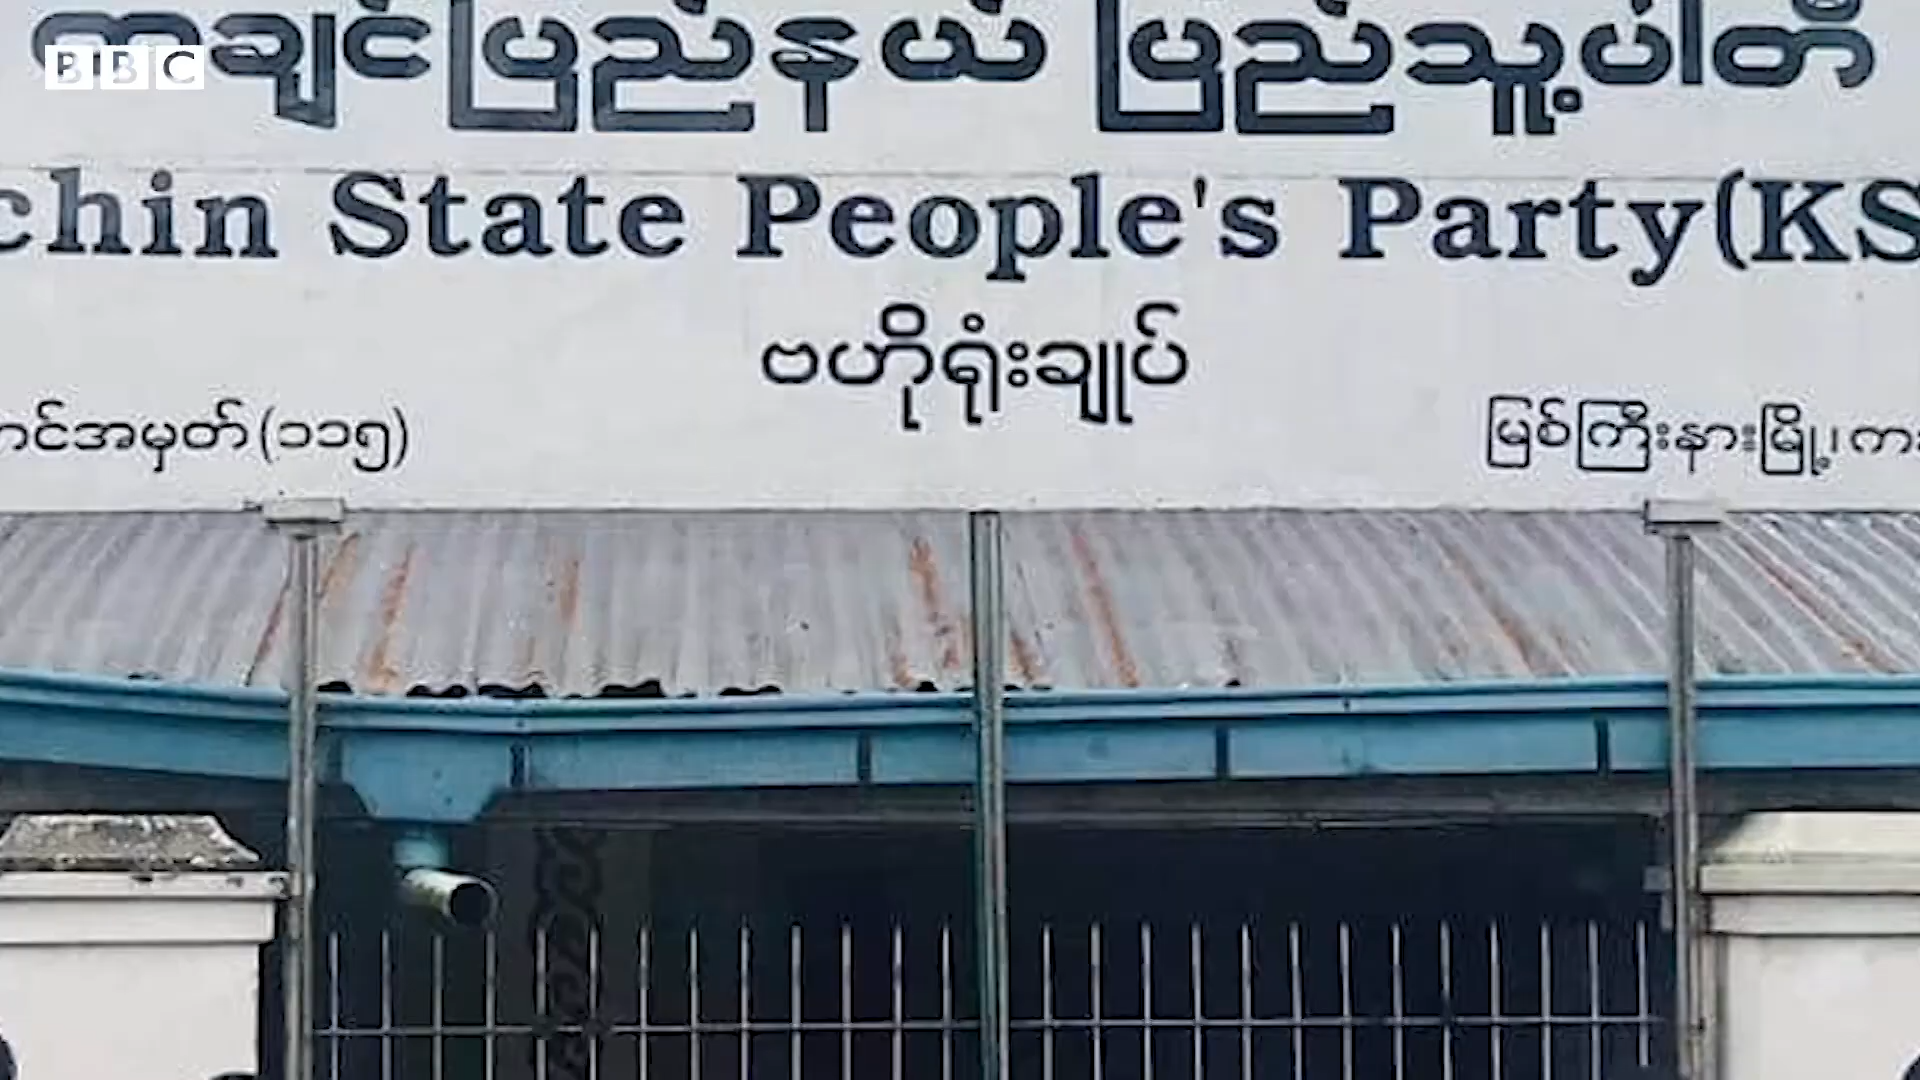 BBC
ကချင်ပြည်နယ် ပြည်သူ့ပါတီ
chin State People's Party(KS
ဗဟိုရုံးချုပ်
တင်အမှတ်(၁၁၅)
မြစ်ကြီးနားမြို့၊